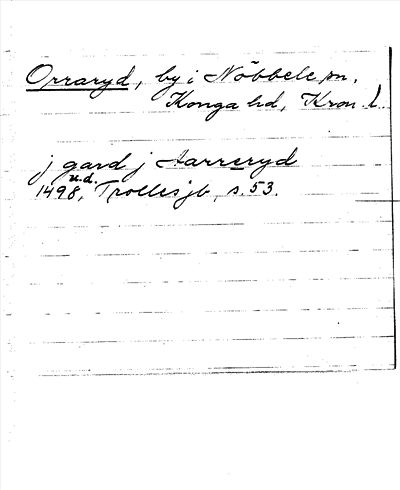 Orraryd, by i Nöbbele sn,
Konga hd, Kron. l.
j gard j Aarreryd
u.d.
1498, Trolles jb, s. 53.